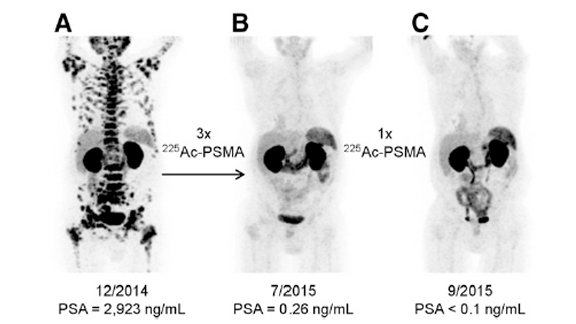 A
B
C
3x
²²⁵Ac-PSMA
1x
²²⁵Ac-PSMA
12/2014
PSA = 2,923 ng/mL
7/2015
PSA = 0.26 ng/mL
9/2015
PSA < 0.1 ng/mL